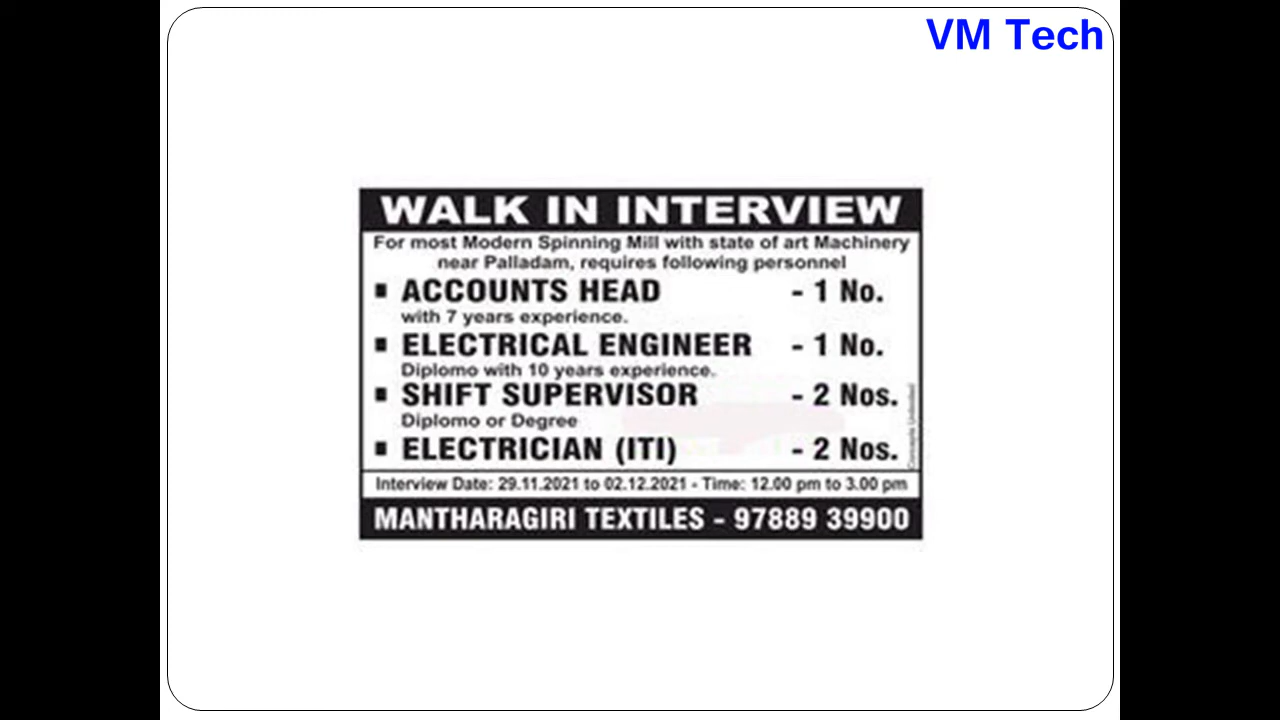 VM Tech
WALK IN INTERVIEW
For most Modern Spinning Mill with state of art Machinery
near Palladam, requires following personnel
▪ ACCOUNTS HEAD - 1 No.
with 7 years experience.
▪ ELECTRICAL ENGINEER - 1 No.
Diplomo with 10 years experience.
▪ SHIFT SUPERVISOR - 2 Nos.
Diplomo or Degree
▪ ELECTRICIAN (ITI) - 2 Nos.
Concepts Unlimited
Interview Date: 29.11.2021 to 02.12.2021 - Time: 12.00 pm to 3.00 pm
MANTHARAGIRI TEXTILES - 97889 39900